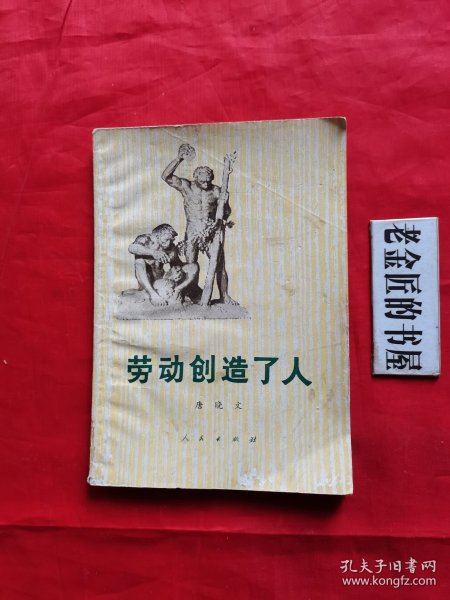 劳动创造了人
唐晓文
人民出版社
老金匠的书屋
孔夫子旧书网
www.kongfz.com